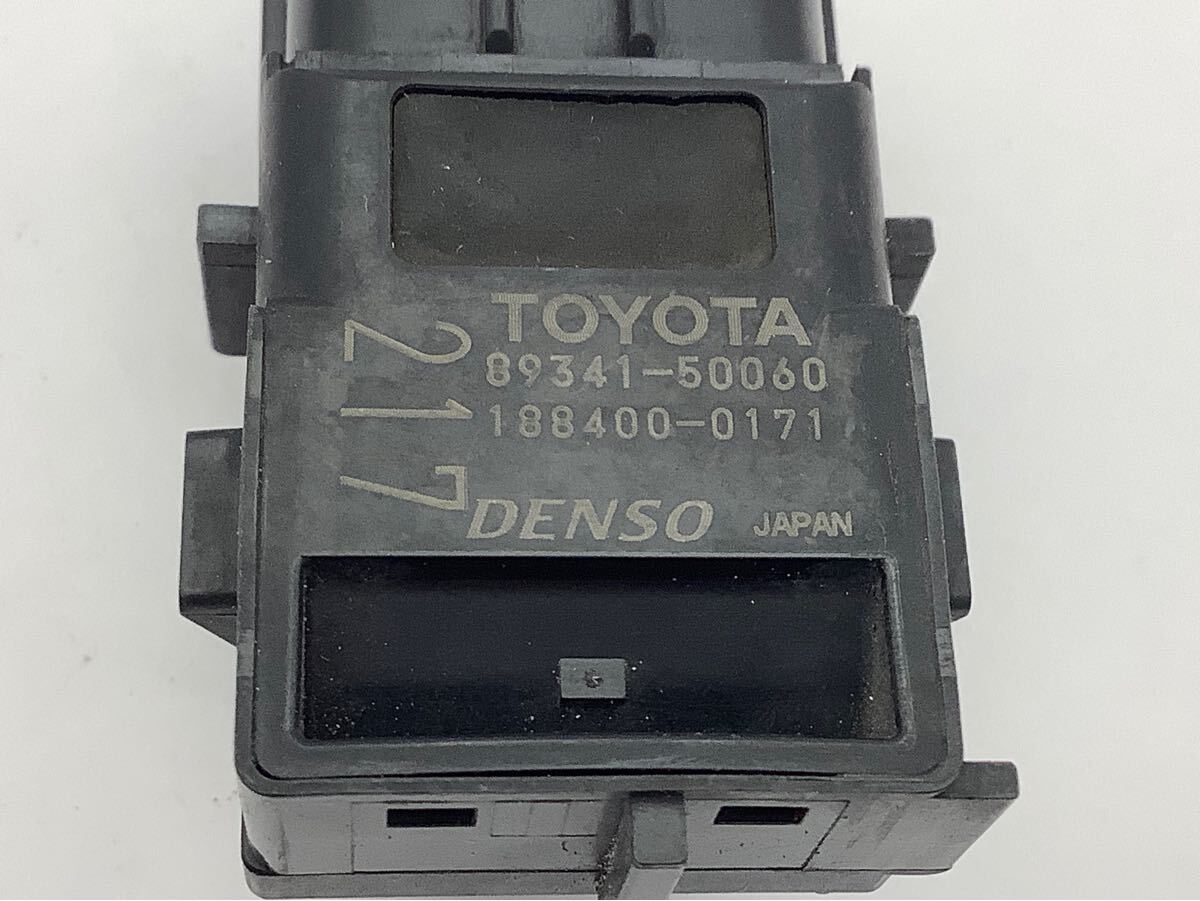 TOYOTA
89341-50060
188400-0171
217
DENSO JAPAN